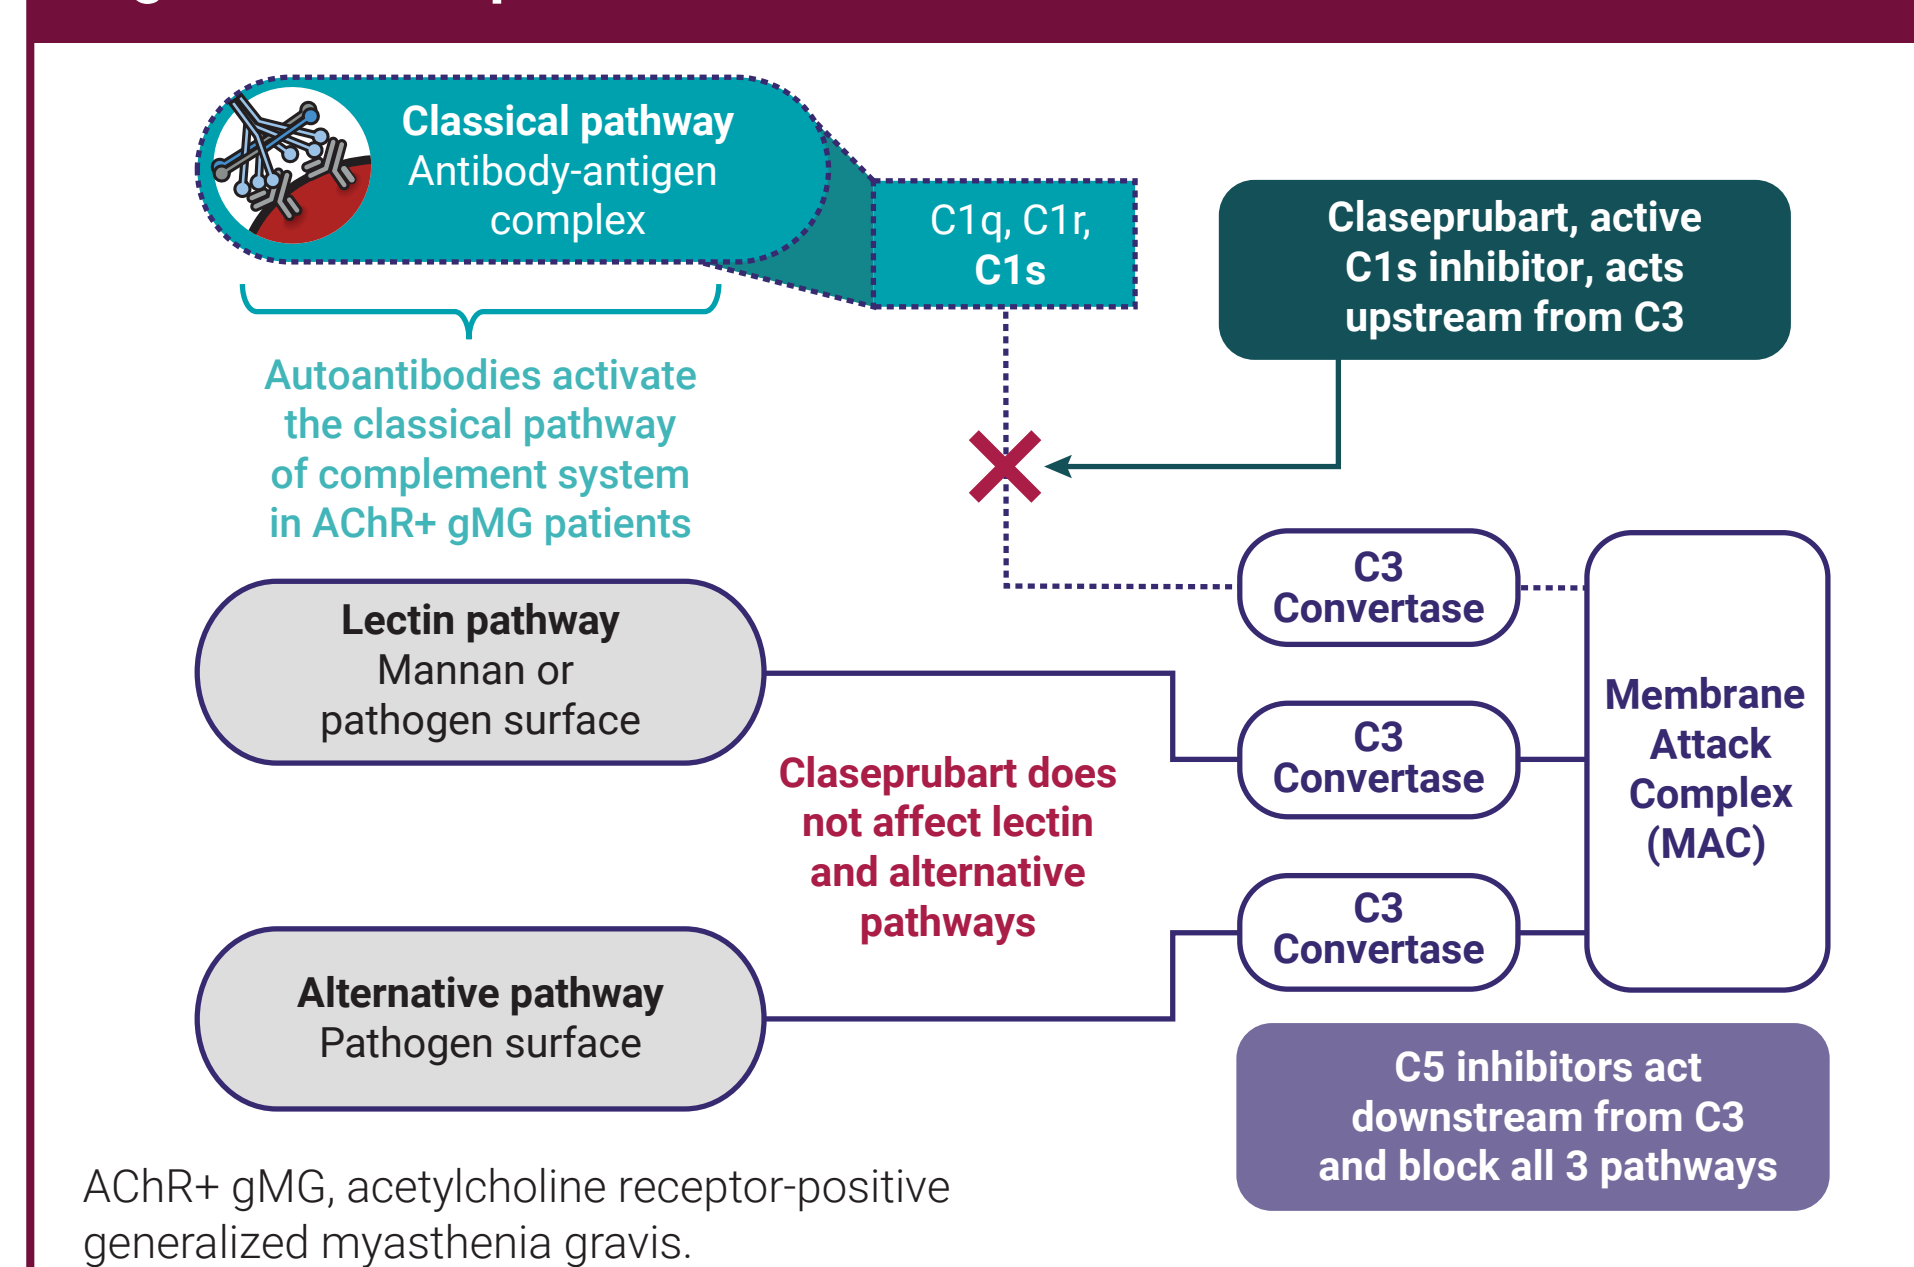 Classical pathway
Antibody-antigen
complex
C1q, C1r,
C1s
Claseprubart, active
C1s inhibitor, acts
upstream from C3
Autoantibodies activate
the classical pathway
of complement system
in AChR+ gMG patients
C3
Convertase
Lectin pathway
Mannan or
pathogen surface
C3
Convertase
Membrane
Attack
Complex
(MAC)
Claseprubart does
not affect lectin
and alternative
pathways
C3
Convertase
Alternative pathway
Pathogen surface
C5 inhibitors act
downstream from C3
and block all 3 pathways
AChR+ gMG, acetylcholine receptor-positive
generalized myasthenia gravis.